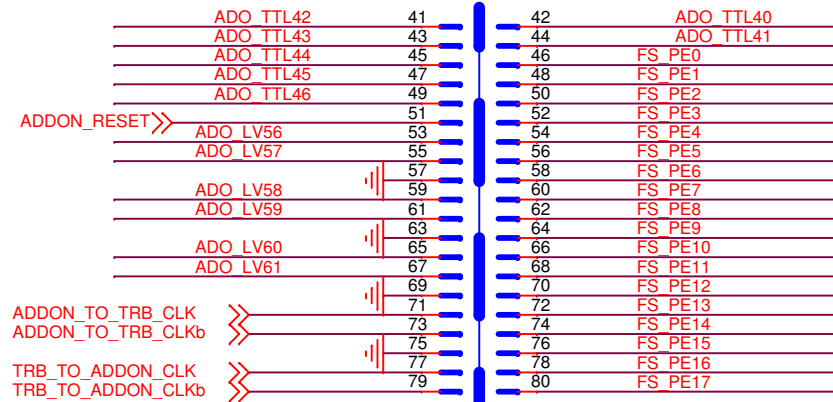 ADO_TTL42 41 42 ADO_TTL40
ADO_TTL43 43 44 ADO_TTL41
ADO_TTL44 45 46 FS_PE0
ADO_TTL45 47 48 FS_PE1
ADO_TTL46 49 50 FS_PE2
ADDON_RESET 51 52 FS_PE3
ADO_LV56 53 54 FS_PE4
ADO_LV57 55 56 FS_PE5
57 58 FS_PE6
ADO_LV58 59 60 FS_PE7
ADO_LV59 61 62 FS_PE8
63 64 FS_PE9
ADO_LV60 65 66 FS_PE10
ADO_LV61 67 68 FS_PE11
69 70 FS_PE12
ADDON_TO_TRB_CLK 71 72 FS_PE13
ADDON_TO_TRB_CLKb 73 74 FS_PE14
75 76 FS_PE15
TRB_TO_ADDON_CLK 77 78 FS_PE16
TRB_TO_ADDON_CLKb 79 80 FS_PE17